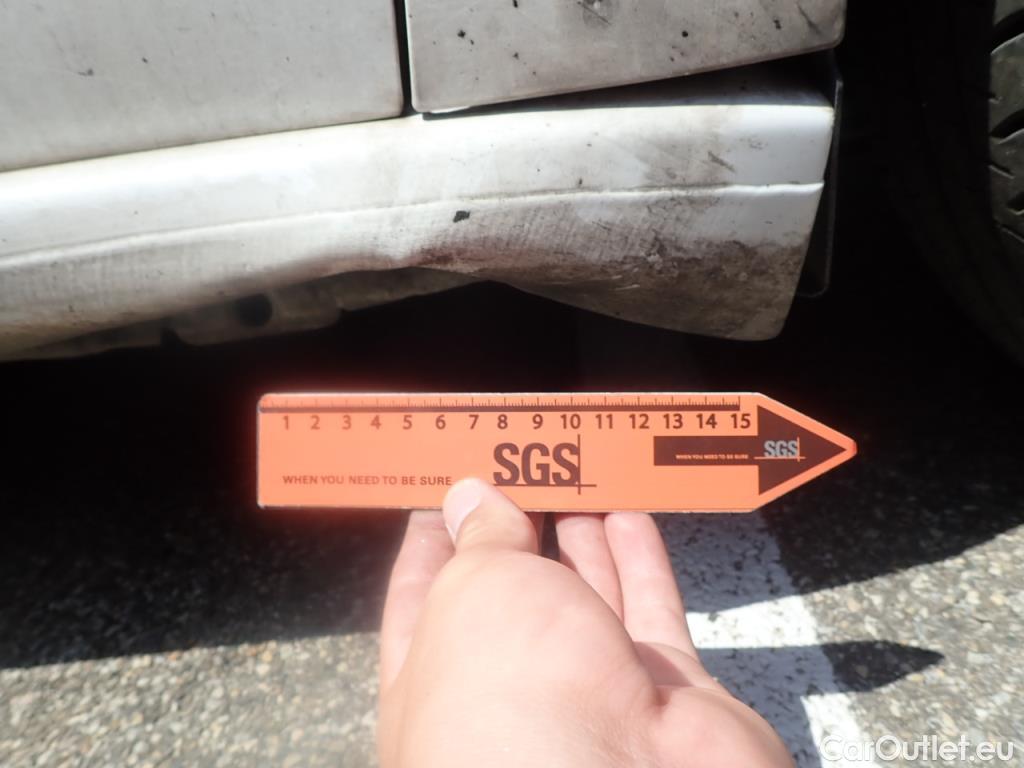 1 2 3 4 5 6 7 8 9 10 11 12 13 14 15
WHEN YOU NEED TO BE SURE
SGS
WHEN YOU NEED TO BE SURE
SGS
CarOutlet.eu